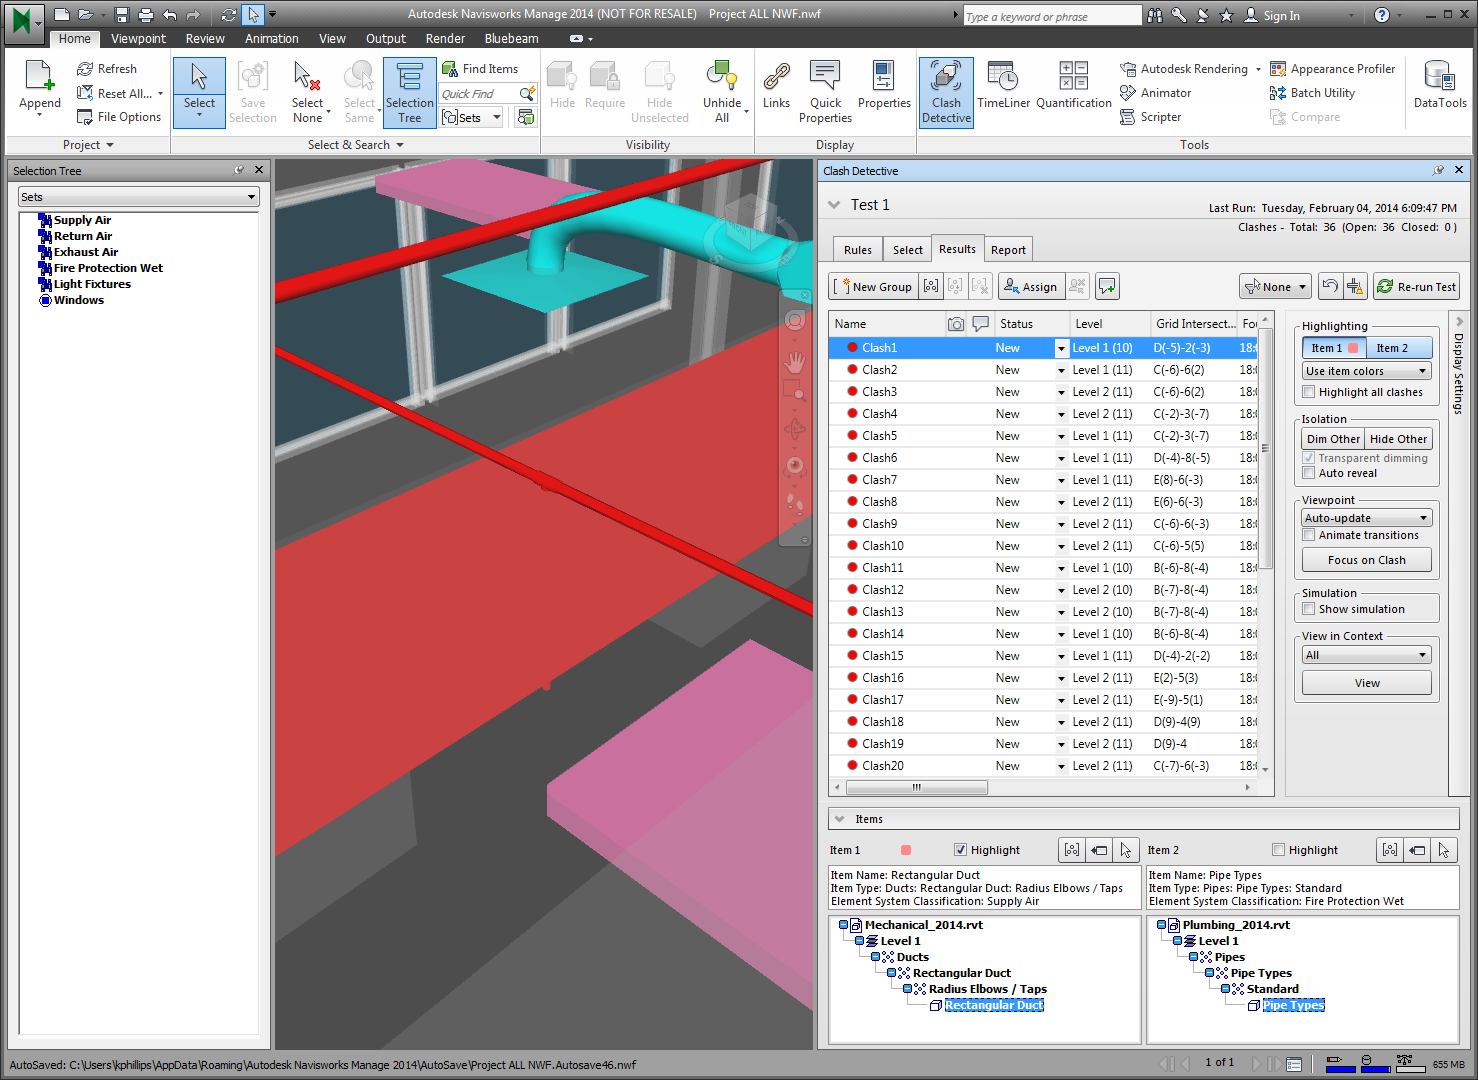 Autodesk Navisworks Manage 2014 (NOT FOR RESALE) Project ALL NWF.nwf
Type a keyword or phrase
Sign In
Home Viewpoint Review Animation View Output Render Bluebeam
Append
Refresh
Reset All...
File Options
Project
Select
Save Selection
Select None
Select Same
Selection Tree
Find Items
Quick Find
Sets
Select & Search
Hide
Require
Hide Unselected
Unhide All
Visibility
Links
Quick Properties
Properties
Display
Clash Detective
TimeLiner
Quantification
Autodesk Rendering
Animator
Scripter
Appearance Profiler
Batch Utility
Compare
DataTools
Tools
Selection Tree
Sets
Supply Air
Return Air
Exhaust Air
Fire Protection Wet
Light Fixtures
Windows
Clash Detective
Test 1
Last Run: Tuesday, February 04, 2014 6:09:47 PM
Clashes - Total: 36 (Open: 36 Closed: 0 )
Rules Select Results Report
New Group
Assign
None
Re-run Test
Name Status Level Grid Intersect... Fou
Clash1 New Level 1 (10) D(-5)-2(-3) 18:
Clash2 New Level 1 (11) C(-6)-6(2) 18:
Clash3 New Level 2 (11) C(-6)-6(2) 18:
Clash4 New Level 2 (11) C(-2)-3(-7) 18:
Clash5 New Level 1 (11) C(-2)-3(-7) 18:
Clash6 New Level 1 (11) D(-4)-8(-5) 18:
Clash7 New Level 1 (11) E(8)-6(-3) 18:
Clash8 New Level 2 (11) E(6)-6(-3) 18:
Clash9 New Level 2 (11) C(-6)-6(-3) 18:
Clash10 New Level 2 (11) C(-6)-5(5) 18:
Clash11 New Level 1 (10) B(-6)-8(-4) 18:
Clash12 New Level 2 (10) B(-7)-8(-4) 18:
Clash13 New Level 2 (10) B(-7)-8(-4) 18:
Clash14 New Level 1 (10) B(-6)-8(-4) 18:
Clash15 New Level 1 (11) D(-4)-2(-2) 18:
Clash16 New Level 2 (11) E(2)-5(3) 18:
Clash17 New Level 2 (11) E(-9)-5(1) 18:
Clash18 New Level 2 (11) D(9)-4(9) 18:
Clash19 New Level 2 (11) D(9)-4 18:
Clash20 New Level 2 (11) C(-7)-6(-3) 18:
Highlighting
Item 1 Item 2
Use item colors
Highlight all clashes
Isolation
Dim Other Hide Other
Transparent dimming
Auto reveal
Viewpoint
Auto-update
Animate transitions
Focus on Clash
Simulation
Show simulation
View in Context
All
View
Display Settings
Items
Item 1 Highlight
Item Name: Rectangular Duct
Item Type: Ducts: Rectangular Duct: Radius Elbows / Taps
Element System Classification: Supply Air
Mechanical_2014.rvt
Level 1
Ducts
Rectangular Duct
Radius Elbows / Taps
Rectangular Duct
Item 2 Highlight
Item Name: Pipe Types
Item Type: Pipes: Pipe Types: Standard
Element System Classification: Fire Protection Wet
Plumbing_2014.rvt
Level 1
Pipes
Pipe Types
Standard
Pipe Types
AutoSaved: C:\Users\kphillips\AppData\Roaming\Autodesk Navisworks Manage 2014\AutoSave\Project ALL NWF.Autosave46.nwf
1 of 1
655 MB